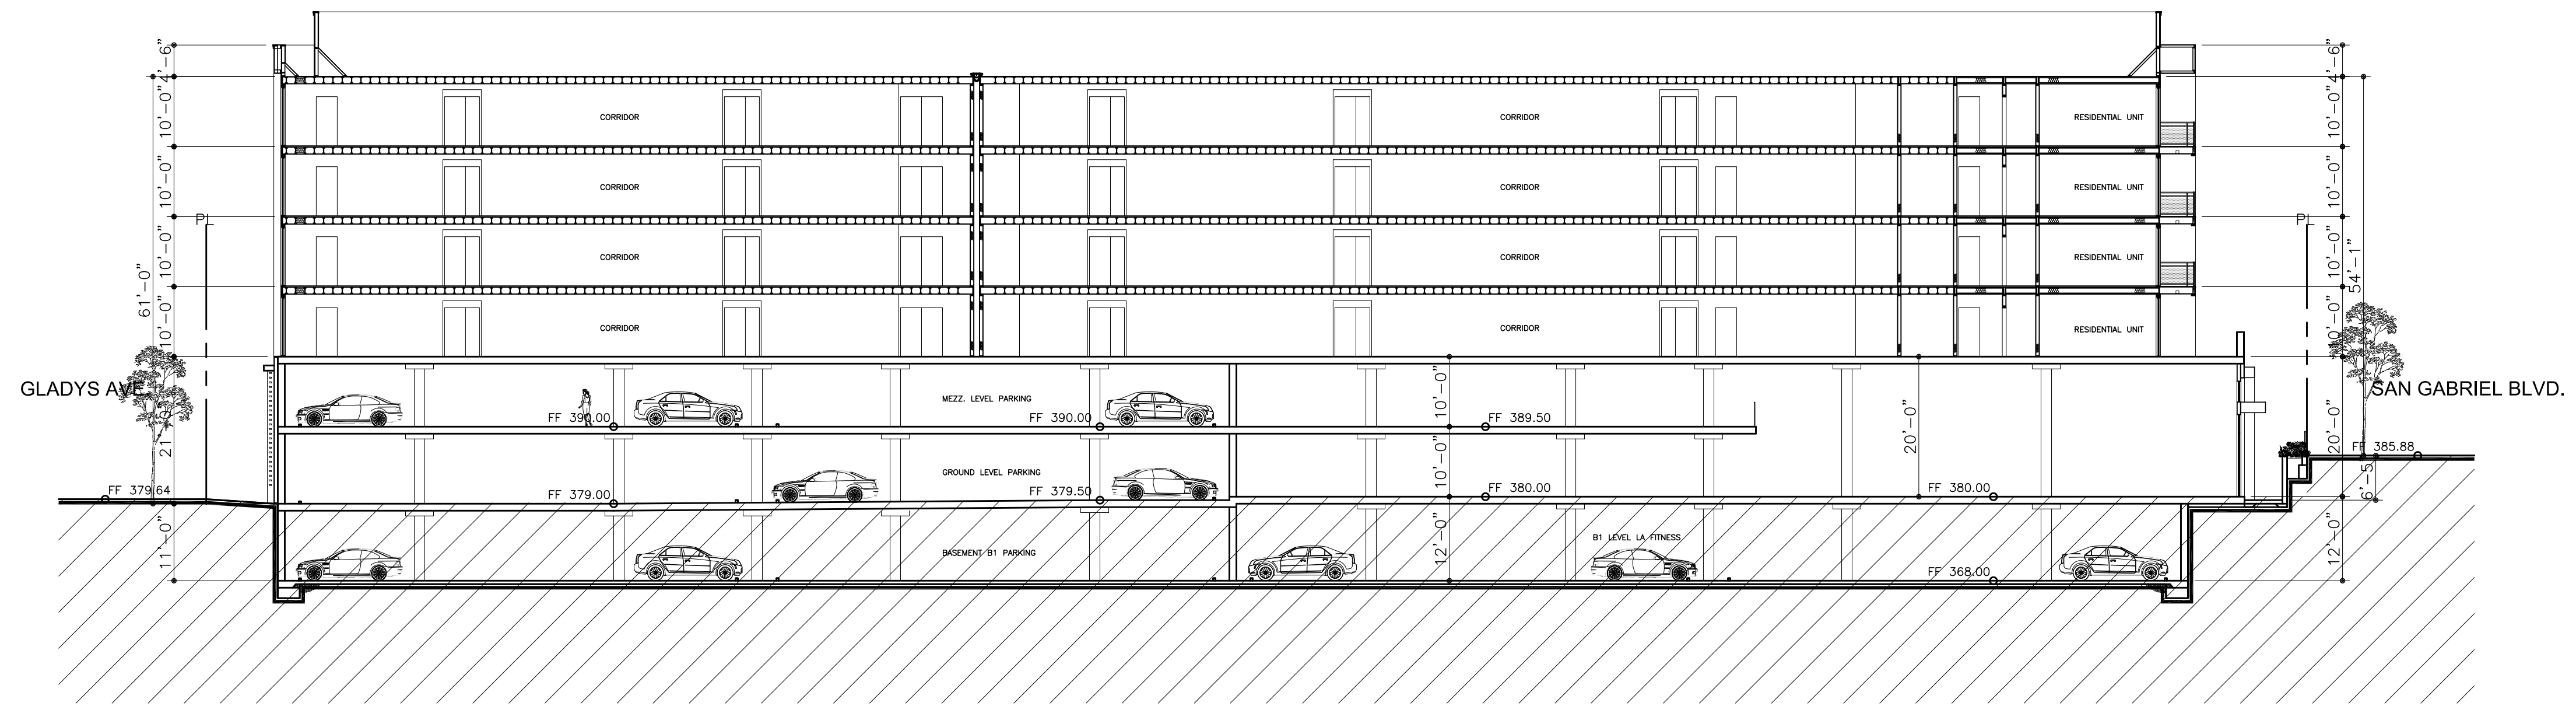 4'-6"
4'-6"
10'-0"
CORRIDOR
CORRIDOR
RESIDENTIAL UNIT
10'-0"
10'-0"
CORRIDOR
CORRIDOR
RESIDENTIAL UNIT
10'-0"
PL
PL
10'-0"
CORRIDOR
CORRIDOR
RESIDENTIAL UNIT
10'-0"
61'-0"
54'-1"
10'-0"
CORRIDOR
CORRIDOR
RESIDENTIAL UNIT
10'-0"
GLADYS AVE.
MEZZ. LEVEL PARKING
10'-0"
SAN GABRIEL BLVD.
FF 390.00
FF 390.00
FF 389.50
20'-0"
20'-0"
FF 385.88
GROUND LEVEL PARKING
10'-0"
FF 379.64
FF 379.00
FF 379.50
FF 380.00
FF 380.00
11'-0"
BASEMENT B1 PARKING
12'-0"
B1 LEVEL LA FITNESS
12'-0"
FF 368.00